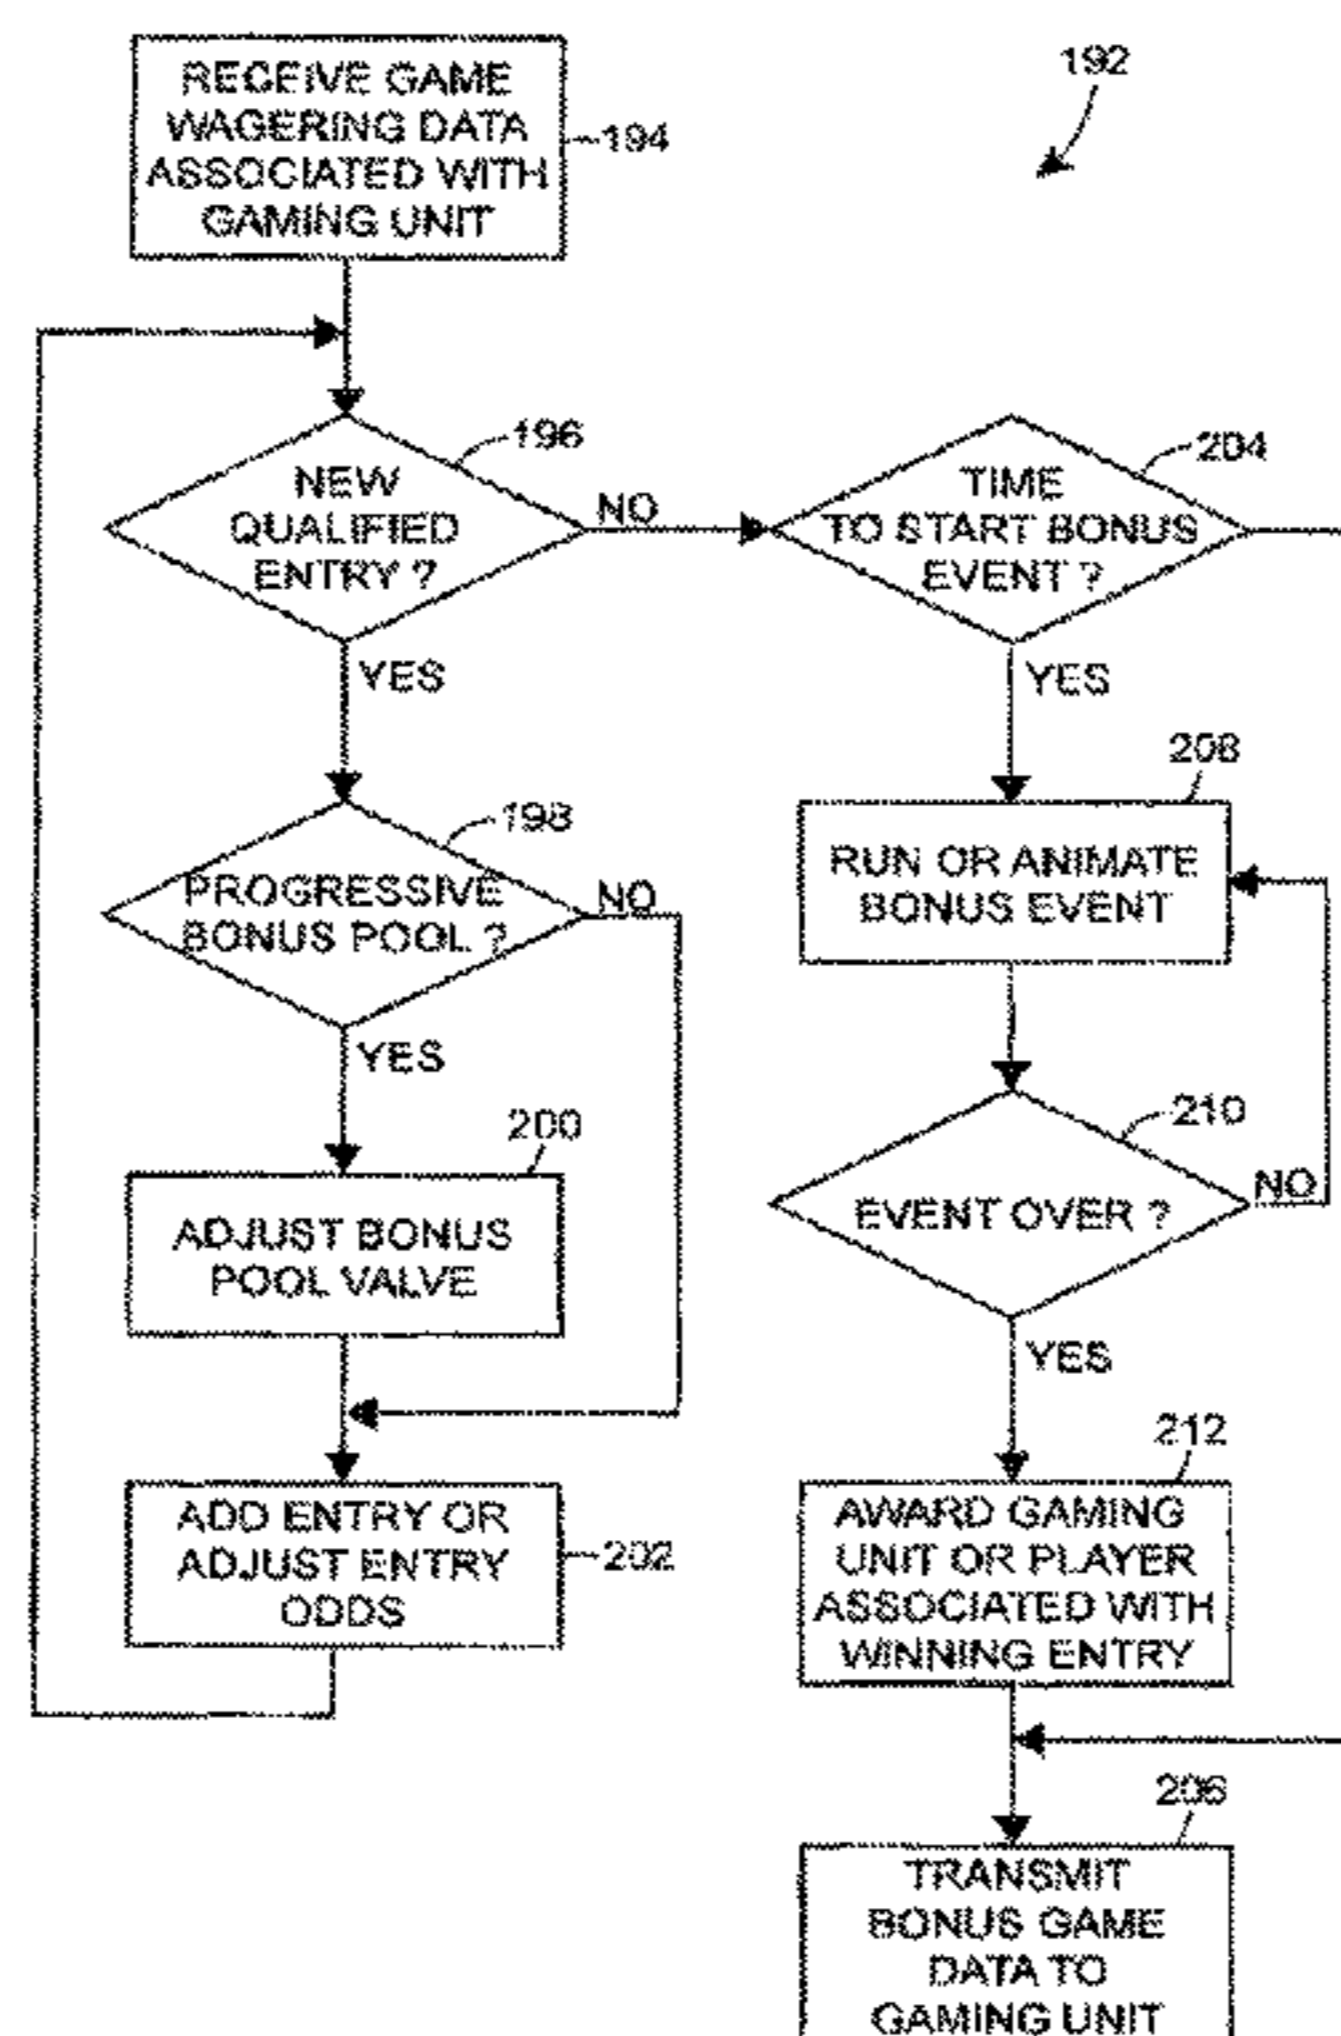 192
RECEIVE GAME
WAGERING DATA
ASSOCIATED WITH
GAMING UNIT
194
196
NEW
QUALIFIED
ENTRY ?
NO
YES
198
PROGRESSIVE
BONUS POOL ?
NO
YES
200
ADJUST BONUS
POOL VALVE
ADD ENTRY OR
ADJUST ENTRY
ODDS
202
204
TIME
TO START BONUS
EVENT ?
YES
208
RUN OR ANIMATE
BONUS EVENT
210
EVENT OVER ?
NO
YES
212
AWARD GAMING
UNIT OR PLAYER
ASSOCIATED WITH
WINNING ENTRY
206
TRANSMIT
BONUS GAME
DATA TO
GAMING UNIT